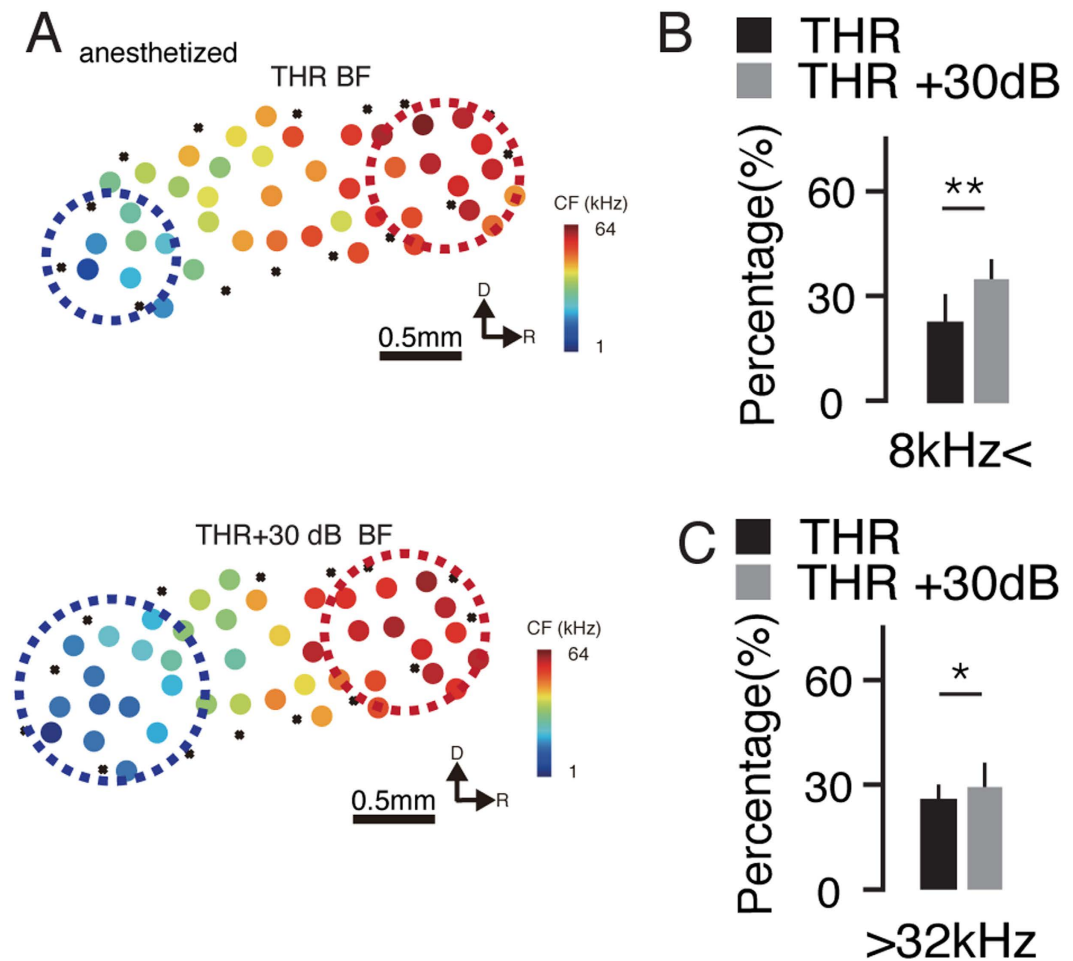 A
anesthetized
THR BF
CF (kHz)
64
1
D
R
0.5mm
THR+30 dB BF
CF (kHz)
64
1
D
R
0.5mm
B
THR
THR +30dB
Percentage(%)
60
30
0
**
8kHz<
C
THR
THR +30dB
Percentage(%)
60
30
0
*
>32kHz